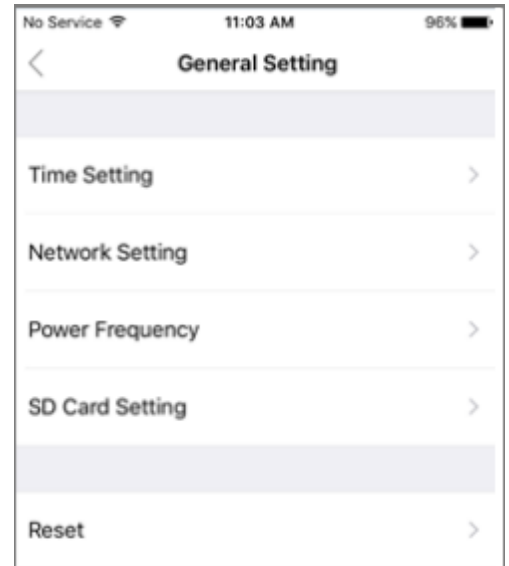 No Service 11:03 AM 96%
General Setting
Time Setting
Network Setting
Power Frequency
SD Card Setting
Reset